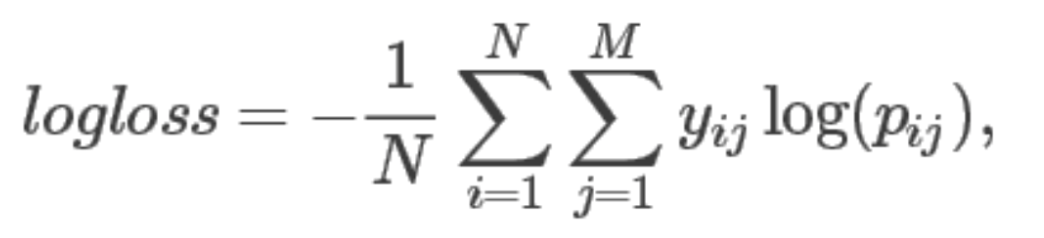 logloss = -\frac{1}{N} \sum_{i=1}^{N} \sum_{j=1}^{M} y_{ij} \log(p_{ij}),